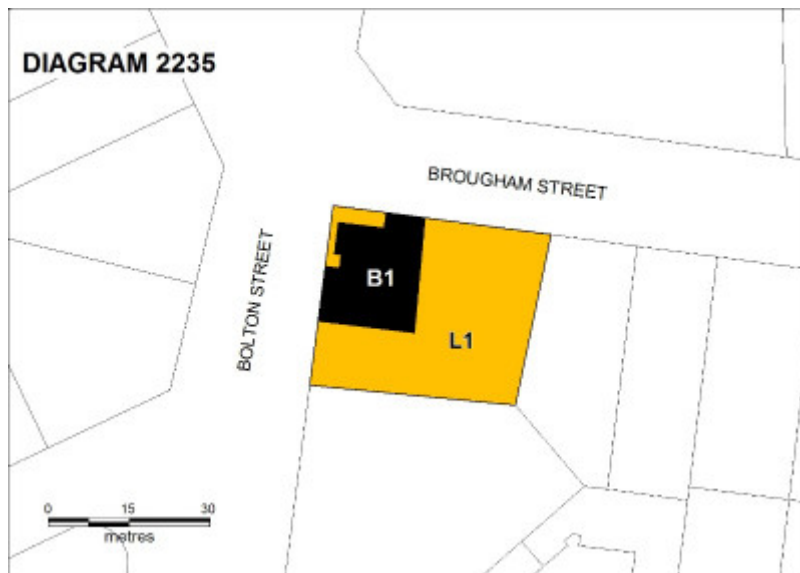 DIAGRAM 2235
BROUGHAM STREET
BOLTON STREET
B1
L1
0 15 30
metres